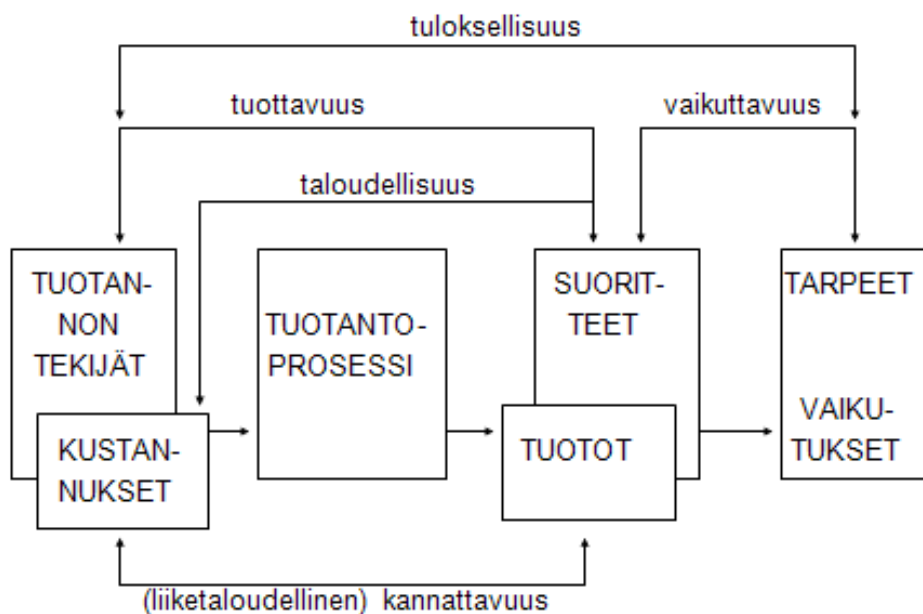 tuloksellisuus
tuottavuus
vaikuttavuus
taloudellisuus
TUOTAN-
NON
TEKIJÄT
KUSTAN-
NUKSET
TUOTANTO-
PROSESSI
SUORIT-
TEET
TUOTOT
TARPEET
VAIKU-
TUKSET
(liiketaloudellinen) kannattavuus